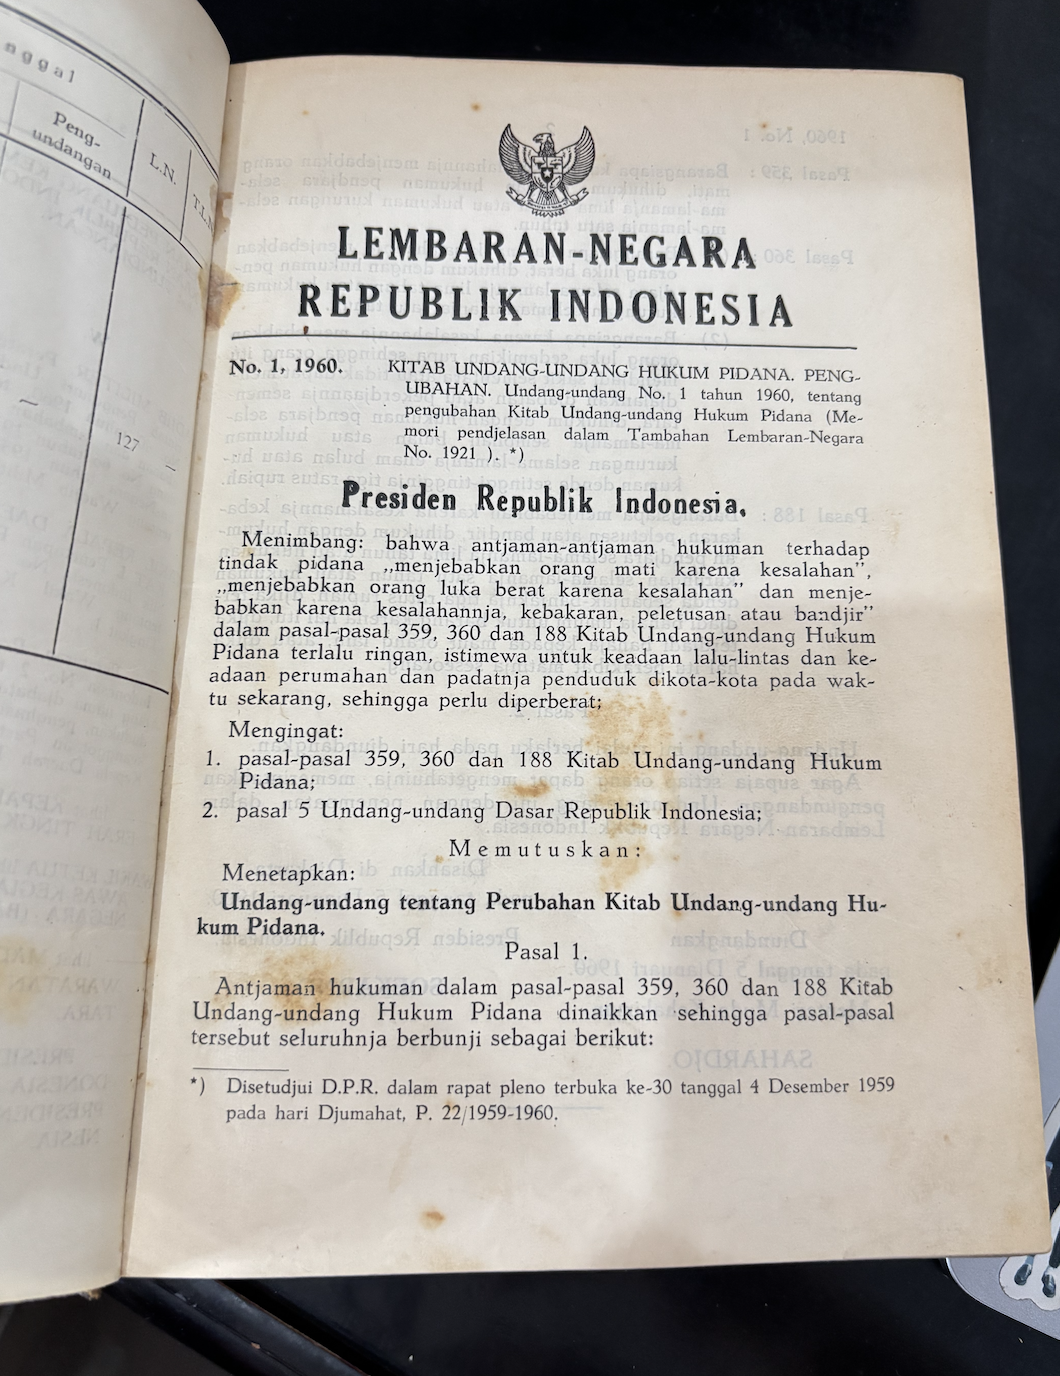 nggal
Peng-
undangan
L.N.
127
LEMBARAN-NEGARA
REPUBLIK INDONESIA
No. 1, 1960. KITAB UNDANG-UNDANG HUKUM PIDANA. PENG-
UBAHAN. Undang-undang No. 1 tahun 1960, tentang
pengubahan Kitab Undang-undang Hukum Pidana (Me-
mori pendjelasan dalam Tambahan Lembaran-Negara
No. 1921 ). *)
Presiden Republik Indonesia,
Menimbang: bahwa antjaman-antjaman hukuman terhadap
tindak pidana „menjebabkan orang mati karena kesalahan”,
„menjebabkan orang luka berat karena kesalahan” dan menje-
babkan karena kesalahannja, kebakaran, peletusan atau bandjir”
dalam pasal-pasal 359, 360 dan 188 Kitab Undang-undang Hukum
Pidana terlalu ringan, istimewa untuk keadaan lalu-lintas dan ke-
adaan perumahan dan padatnja penduduk dikota-kota pada wak-
tu sekarang, sehingga perlu diperberat;
Mengingat:
1. pasal-pasal 359, 360 dan 188 Kitab Undang-undang Hukum
Pidana;
2. pasal 5 Undang-undang Dasar Republik Indonesia;
Memutuskan:
Menetapkan:
Undang-undang tentang Perubahan Kitab Undang-undang Hu-
kum Pidana.
Pasal 1.
Antjaman hukuman dalam pasal-pasal 359, 360 dan 188 Kitab
Undang-undang Hukum Pidana dinaikkan sehingga pasal-pasal
tersebut seluruhnja berbunji sebagai berikut:
*) Disetudjui D.P.R. dalam rapat pleno terbuka ke-30 tanggal 4 Desember 1959
pada hari Djumahat, P. 22/1959-1960.